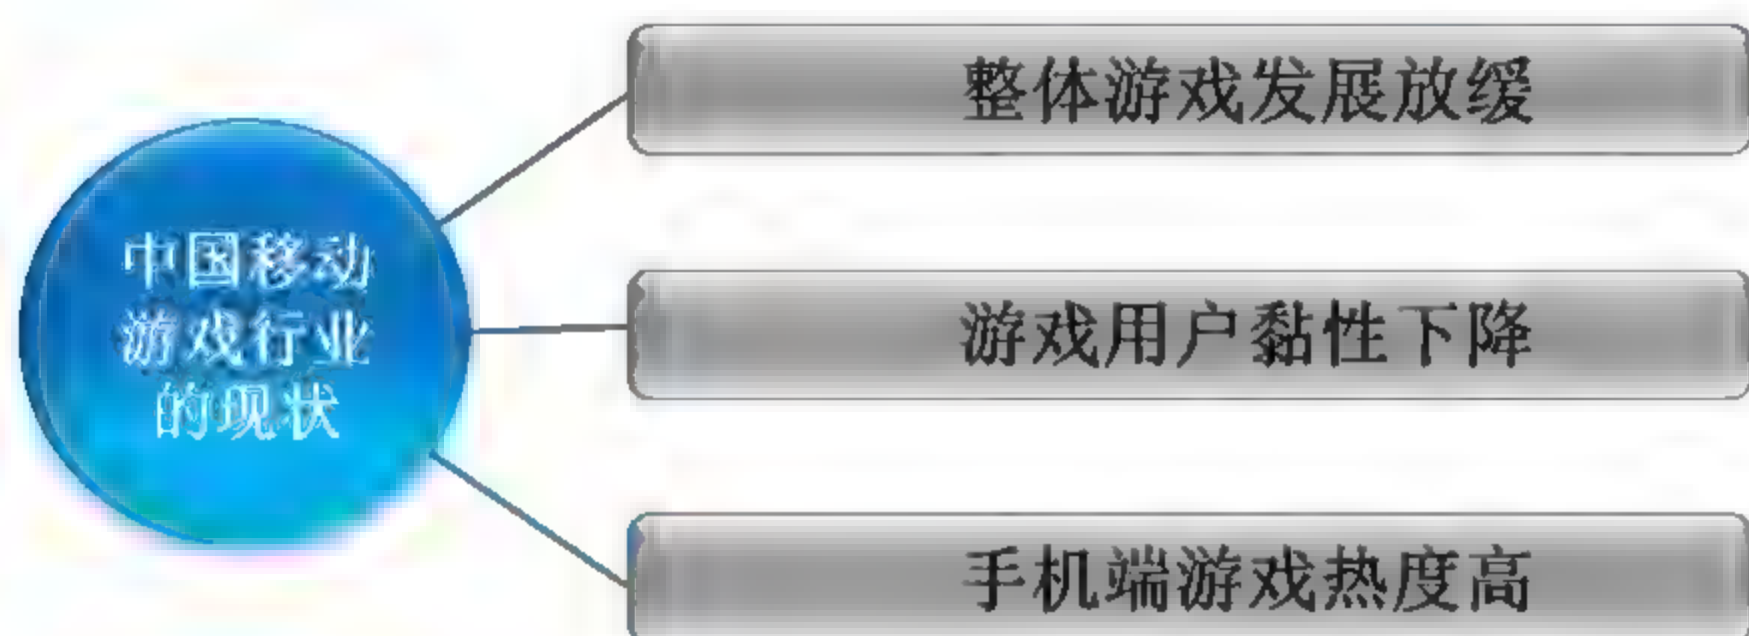 中国移动
游戏行业
的现状
整体游戏发展放缓
游戏用户黏性下降
手机端游戏热度高